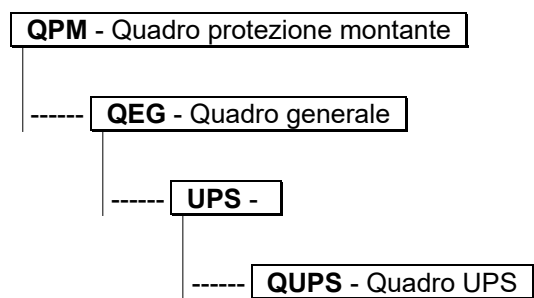 QPM - Quadro protezione montante
------ QEG - Quadro generale
------ UPS -
------ QUPS - Quadro UPS